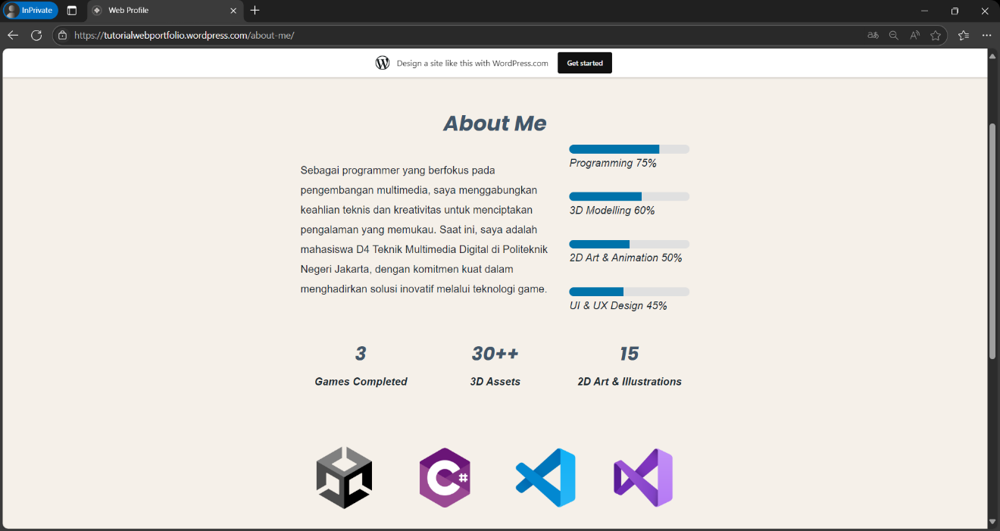 InPrivate
Web Profile
https://tutorialwebportfolio.wordpress.com/about-me/
Design a site like this with WordPress.com
Get started
About Me
Sebagai programmer yang berfokus pada
pengembangan multimedia, saya menggabungkan
keahlian teknis dan kreativitas untuk menciptakan
pengalaman yang memukau. Saat ini, saya adalah
mahasiswa D4 Teknik Multimedia Digital di Politeknik
Negeri Jakarta, dengan komitmen kuat dalam
menghadirkan solusi inovatif melalui teknologi game.
Programming 75%
3D Modelling 60%
2D Art & Animation 50%
UI & UX Design 45%
3
Games Completed
30++
3D Assets
15
2D Art & Illustrations
C#